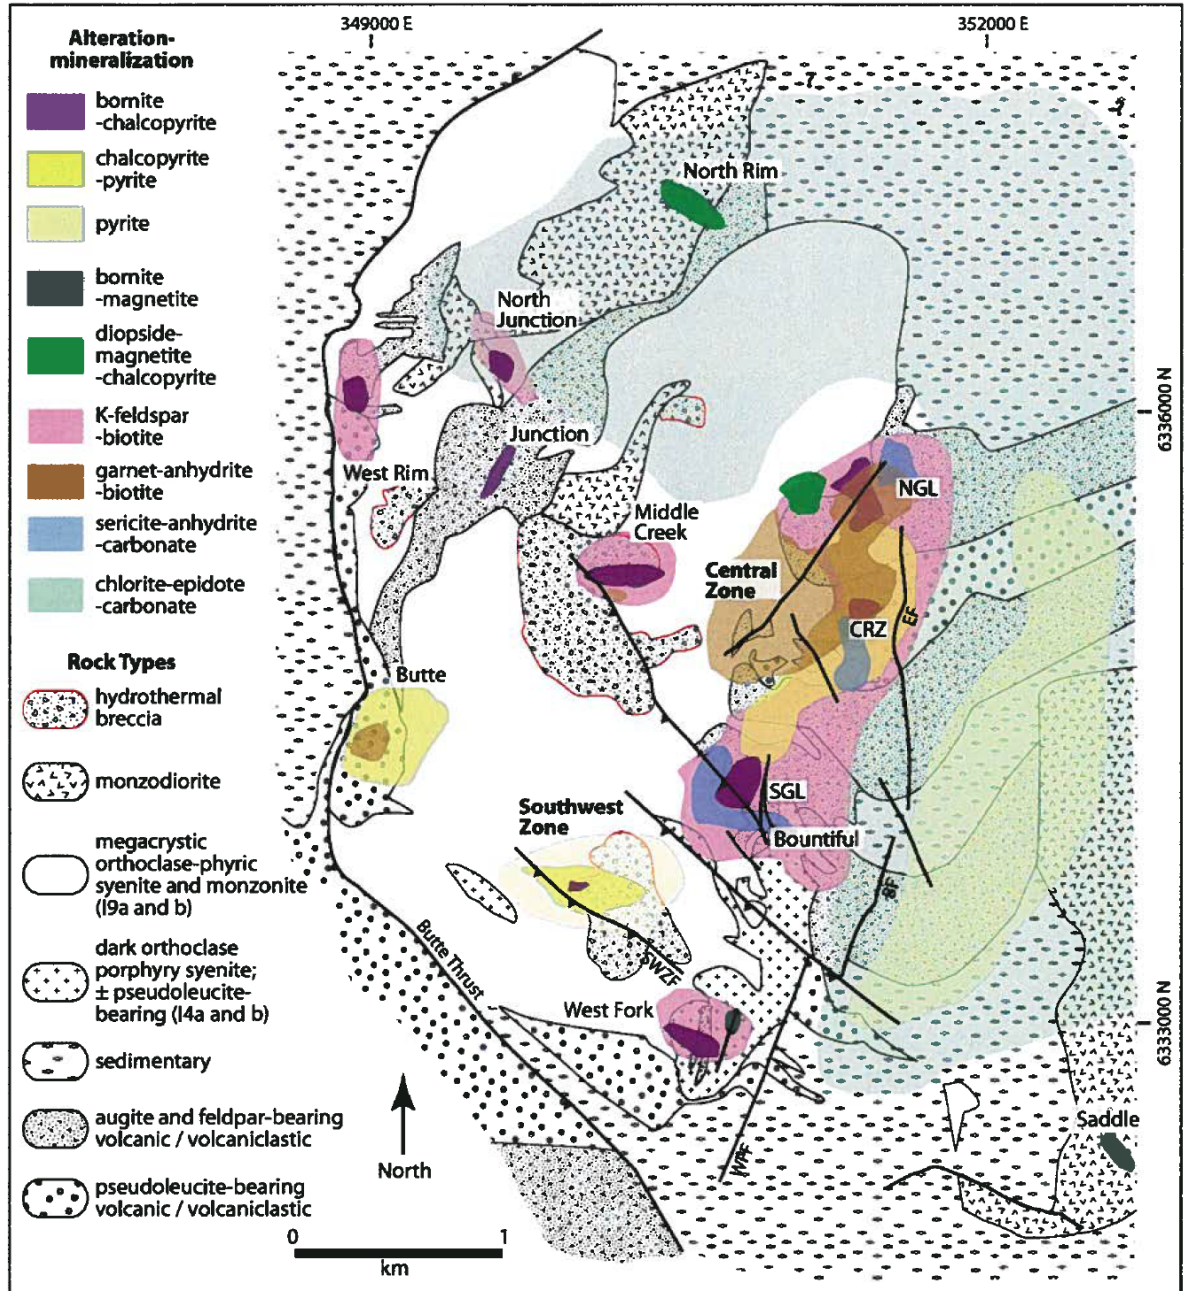 349000 E
352000 E
Alteration-
mineralization
bornite
-chalcopyrite
chalcopyrite
-pyrite
pyrite
bornite
-magnetite
diopside-
magnetite
-chalcopyrite
K-feldspar
-biotite
garnet-anhydrite
-biotite
sericite-anhydrite
-carbonate
chlorite-epidote
-carbonate
Rock Types
hydrothermal
breccia
monzodiorite
megacrystic
orthoclase-phyric
syenite and monzonite
(I9a and b)
dark orthoclase
porphyry syenite;
± pseudoleucite-
bearing (I4a and b)
sedimentary
augite and feldpar-bearing
volcanic / volcaniclastic
pseudoleucite-bearing
volcanic / volcaniclastic
North Rim
North
Junction
Junction
West Rim
Middle
Creek
NGL
Central
Zone
CRZ
EF
Butte
SGL
Bountiful
Southwest
Zone
BF
SWZF
Butte Thrust
West Fork
WFF
Saddle
6336000 N
6333000 N
North
0 1
km